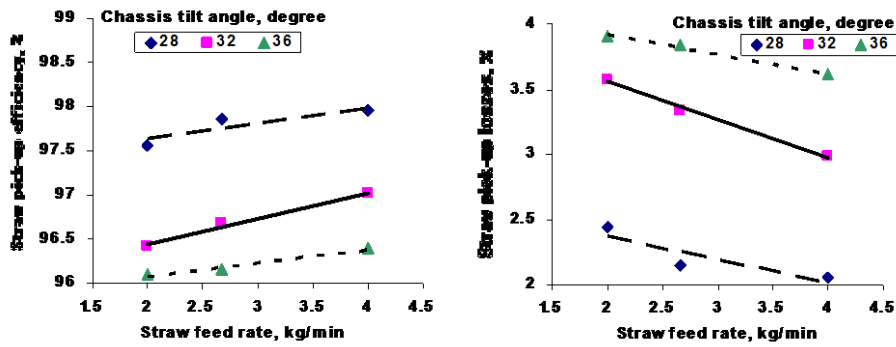 Chassis tilt angle, degree
28 32 36
Straw pick-up efficiency, %
99
98.5
98
97.5
97
96.5
96
1.5 2 2.5 3 3.5 4 4.5
Straw feed rate, kg/min
Chassis tilt angle, degree
28 32 36
Straw pick-up losses, %
4
3.5
3
2.5
2
1.5 2 2.5 3 3.5 4 4.5
Straw feed rate, kg/min